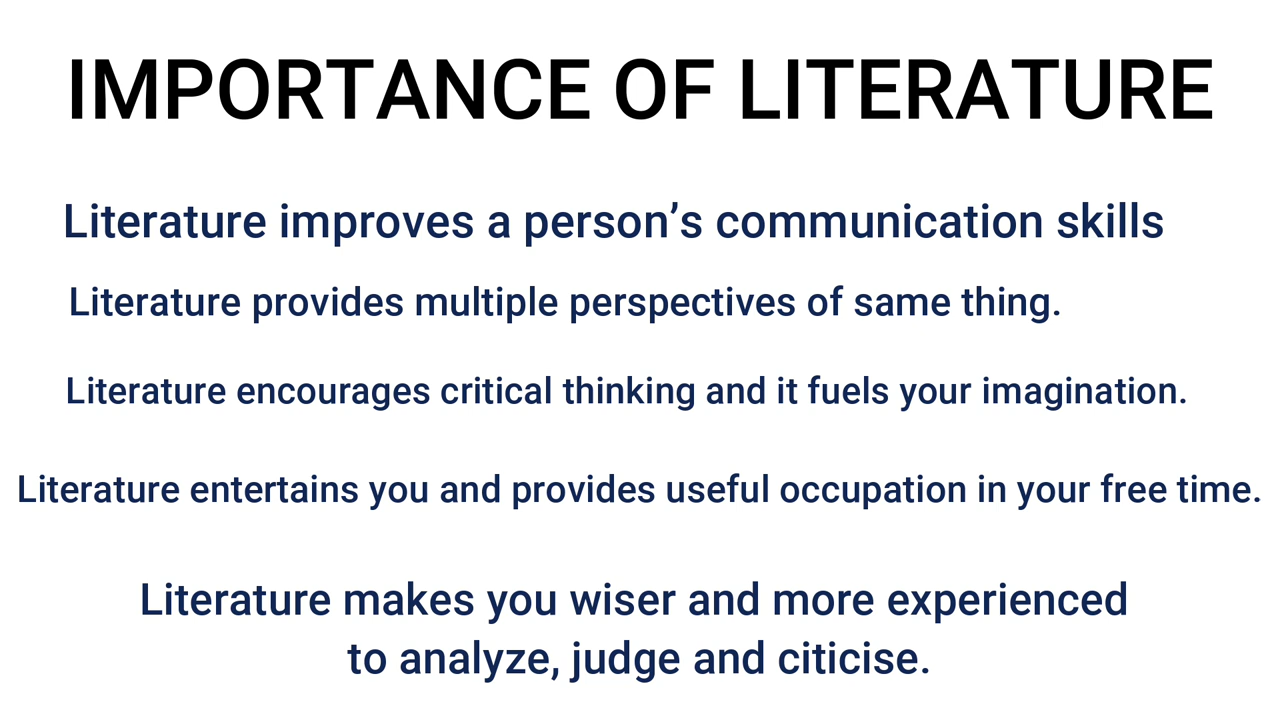 IMPORTANCE OF LITERATURE
Literature improves a person’s communication skills
Literature provides multiple perspectives of same thing.
Literature encourages critical thinking and it fuels your imagination.
Literature entertains you and provides useful occupation in your free time.
Literature makes you wiser and more experienced
to analyze, judge and citicise.